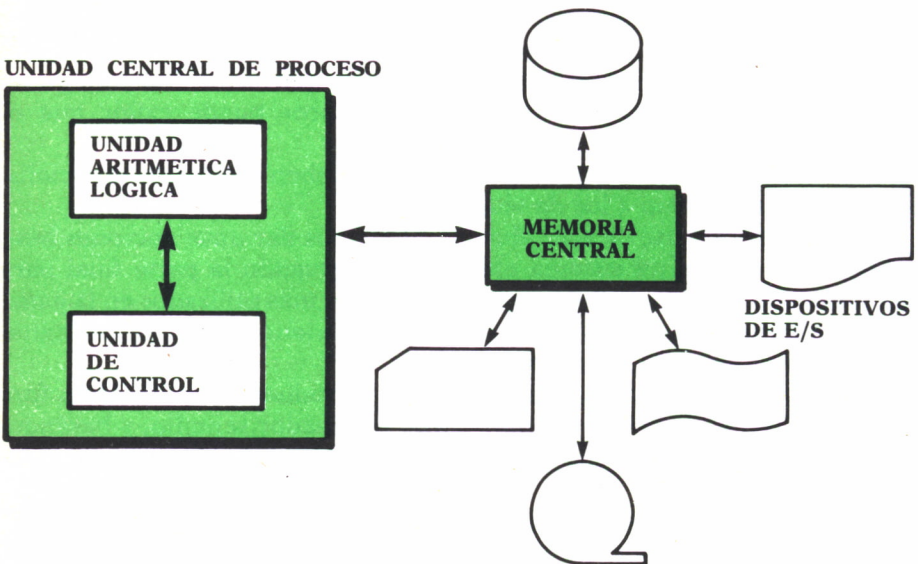 UNIDAD CENTRAL DE PROCESO
UNIDAD
ARITMETICA
LOGICA
UNIDAD
DE
CONTROL
MEMORIA
CENTRAL
DISPOSITIVOS
DE E/S